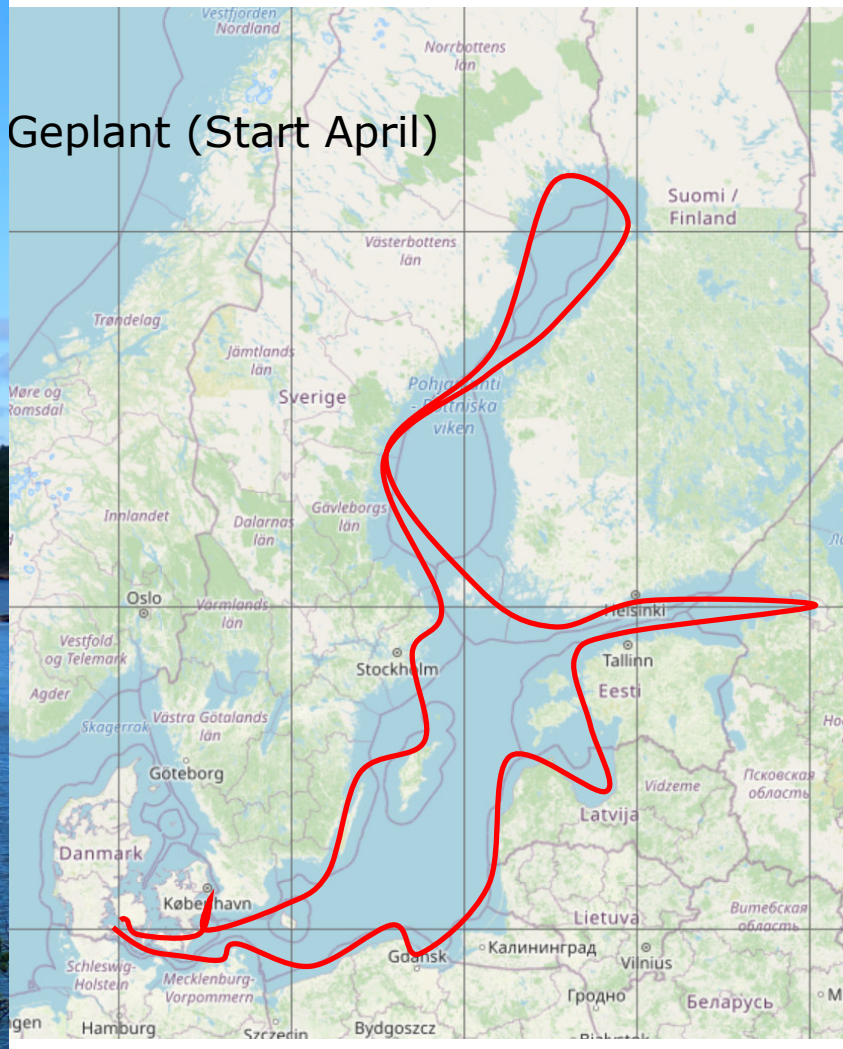 Vestfjorden
Nordland
Norrbottens
län
Geplant (Start April)
Suomi /
Finland
Västerbottens
län
Trøndelag
Jämtlands
län
Møre og
Romsdal
Sverige
viken
Innlandet
Gävleborgs
län
Dalarnas
län
Oslo
Värmlands
län
Helsinki
Vestfold
og Telemark
Stockholm
Tallinn
Agder
Eesti
Skagerrak
Västra Götalands
län
Göteborg
Vidzeme
Псковская
область
Latvija
Danmark
København
Lietuva
Витебская
область
Gdańsk
Калининград
Vilnius
Schleswig-
Holstein
Mecklenburg-
Vorpommern
Гродно
Беларусь
Hamburg
Szczecin
Bydgoszcz